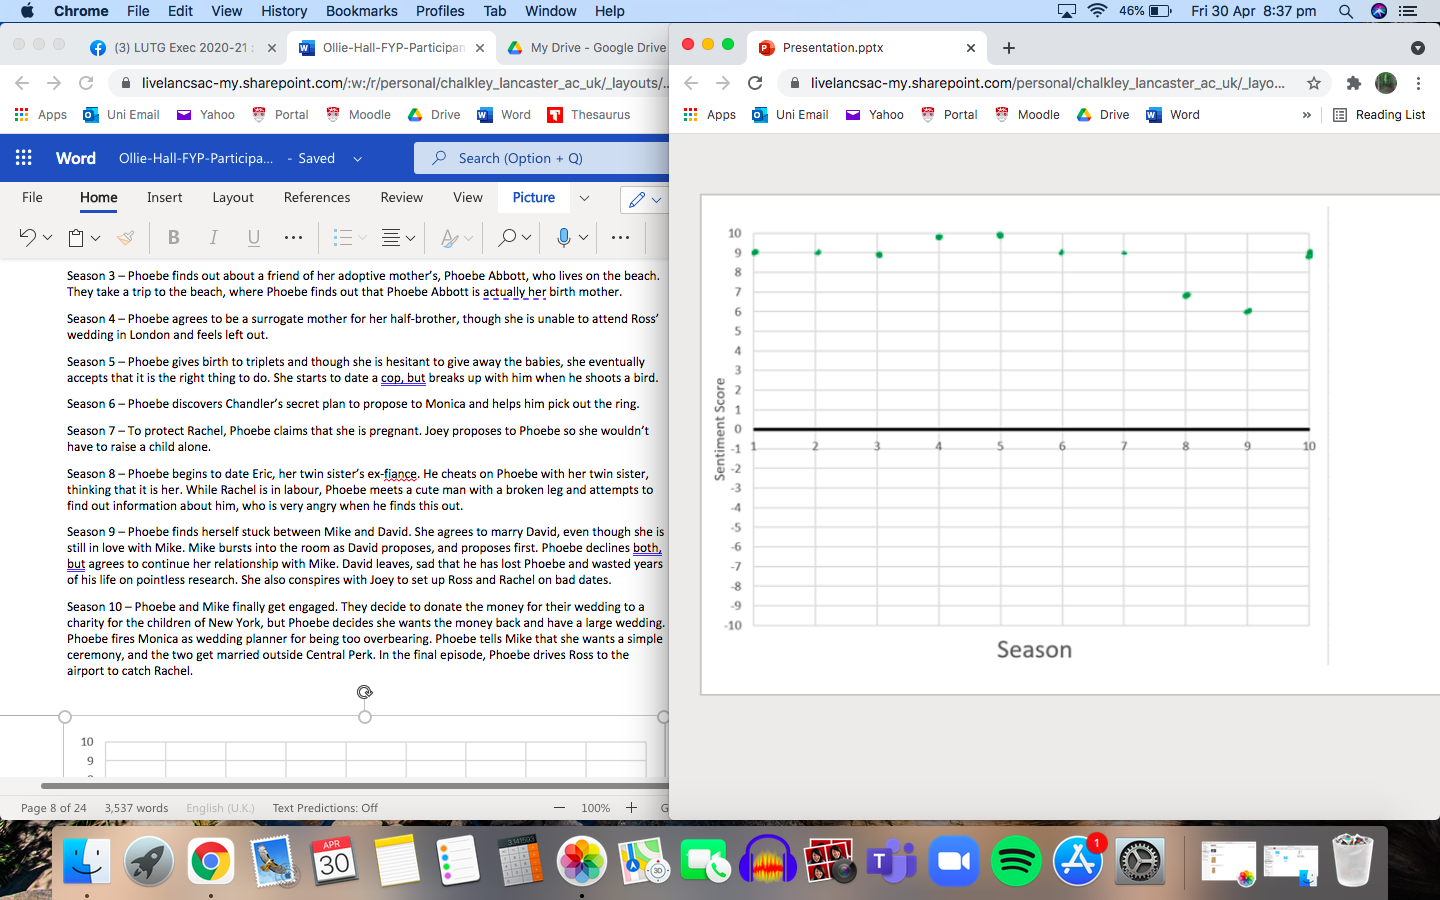 Chrome File Edit View History Bookmarks Profiles Tab Window Help 46% Fri 30 Apr 8:37 pm
(3) LUTG Exec 2020-21 : Ollie-Hall-FYP-Participan My Drive - Google Drive
livelancsac-my.sharepoint.com/:w:/r/personal/chalkley_lancaster_ac_uk/_layouts/...
Apps Uni Email Yahoo Portal Moodle Drive Word Thesaurus
Word Ollie-Hall-FYP-Participa... - Saved Search (Option + Q)
File Home Insert Layout References Review View Picture
B I U ...
Season 3 – Phoebe finds out about a friend of her adoptive mother's, Phoebe Abbott, who lives on the beach.
They take a trip to the beach, where Phoebe finds out that Phoebe Abbott is actually her birth mother.
Season 4 – Phoebe agrees to be a surrogate mother for her half-brother, though she is unable to attend Ross'
wedding in London and feels left out.
Season 5 – Phoebe gives birth to triplets and though she is hesitant to give away the babies, she eventually
accepts that it is the right thing to do. She starts to date a cop, but breaks up with him when he shoots a bird.
Season 6 – Phoebe discovers Chandler's secret plan to propose to Monica and helps him pick out the ring.
Season 7 – To protect Rachel, Phoebe claims that she is pregnant. Joey proposes to Phoebe so she wouldn't
have to raise a child alone.
Season 8 – Phoebe begins to date Eric, her twin sister's ex-fiance. He cheats on Phoebe with her twin sister,
thinking that it is her. While Rachel is in labour, Phoebe meets a cute man with a broken leg and attempts to
find out information about him, who is very angry when he finds this out.
Season 9 – Phoebe finds herself stuck between Mike and David. She agrees to marry David, even though she is
still in love with Mike. Mike bursts into the room as David proposes, and proposes first. Phoebe declines both,
but agrees to continue her relationship with Mike. David leaves, sad that he has lost Phoebe and wasted years
of his life on pointless research. She also conspires with Joey to set up Ross and Rachel on bad dates.
Season 10 – Phoebe and Mike finally get engaged. They decide to donate the money for their wedding to a
charity for the children of New York, but Phoebe decides she wants the money back and have a large wedding.
Phoebe fires Monica as wedding planner for being too overbearing. Phoebe tells Mike that she wants a simple
ceremony, and the two get married outside Central Perk. In the final episode, Phoebe drives Ross to the
airport to catch Rachel.
10
9
Page 8 of 24 3,537 words English (U.K.) Text Predictions: Off 100% G
Presentation.pptx
livelancsac-my.sharepoint.com/personal/chalkley_lancaster_ac_uk/_layo...
Apps Uni Email Yahoo Portal Moodle Drive Word » Reading List
10
9
8
7
6
5
4
3
2
1
0
-1
-2
-3
-4
-5
-6
-7
-8
-9
-10
Sentiment Score
1 2 3 4 5 6 7 8 9 10
Season
APR
30
3D
T
1